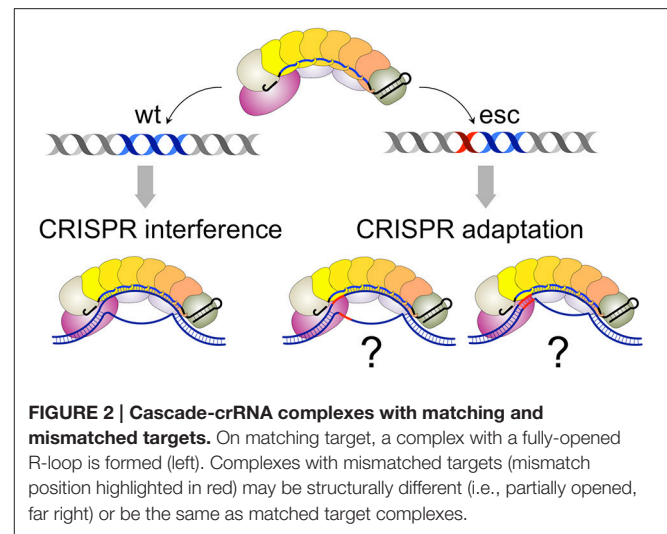 wt
esc
CRISPR interference
CRISPR adaptation
?
?
FIGURE 2 | Cascade-crRNA complexes with matching and
mismatched targets. On matching target, a complex with a fully-opened
R-loop is formed (left). Complexes with mismatched targets (mismatch
position highlighted in red) may be structurally different (i.e., partially opened,
far right) or be the same as matched target complexes.